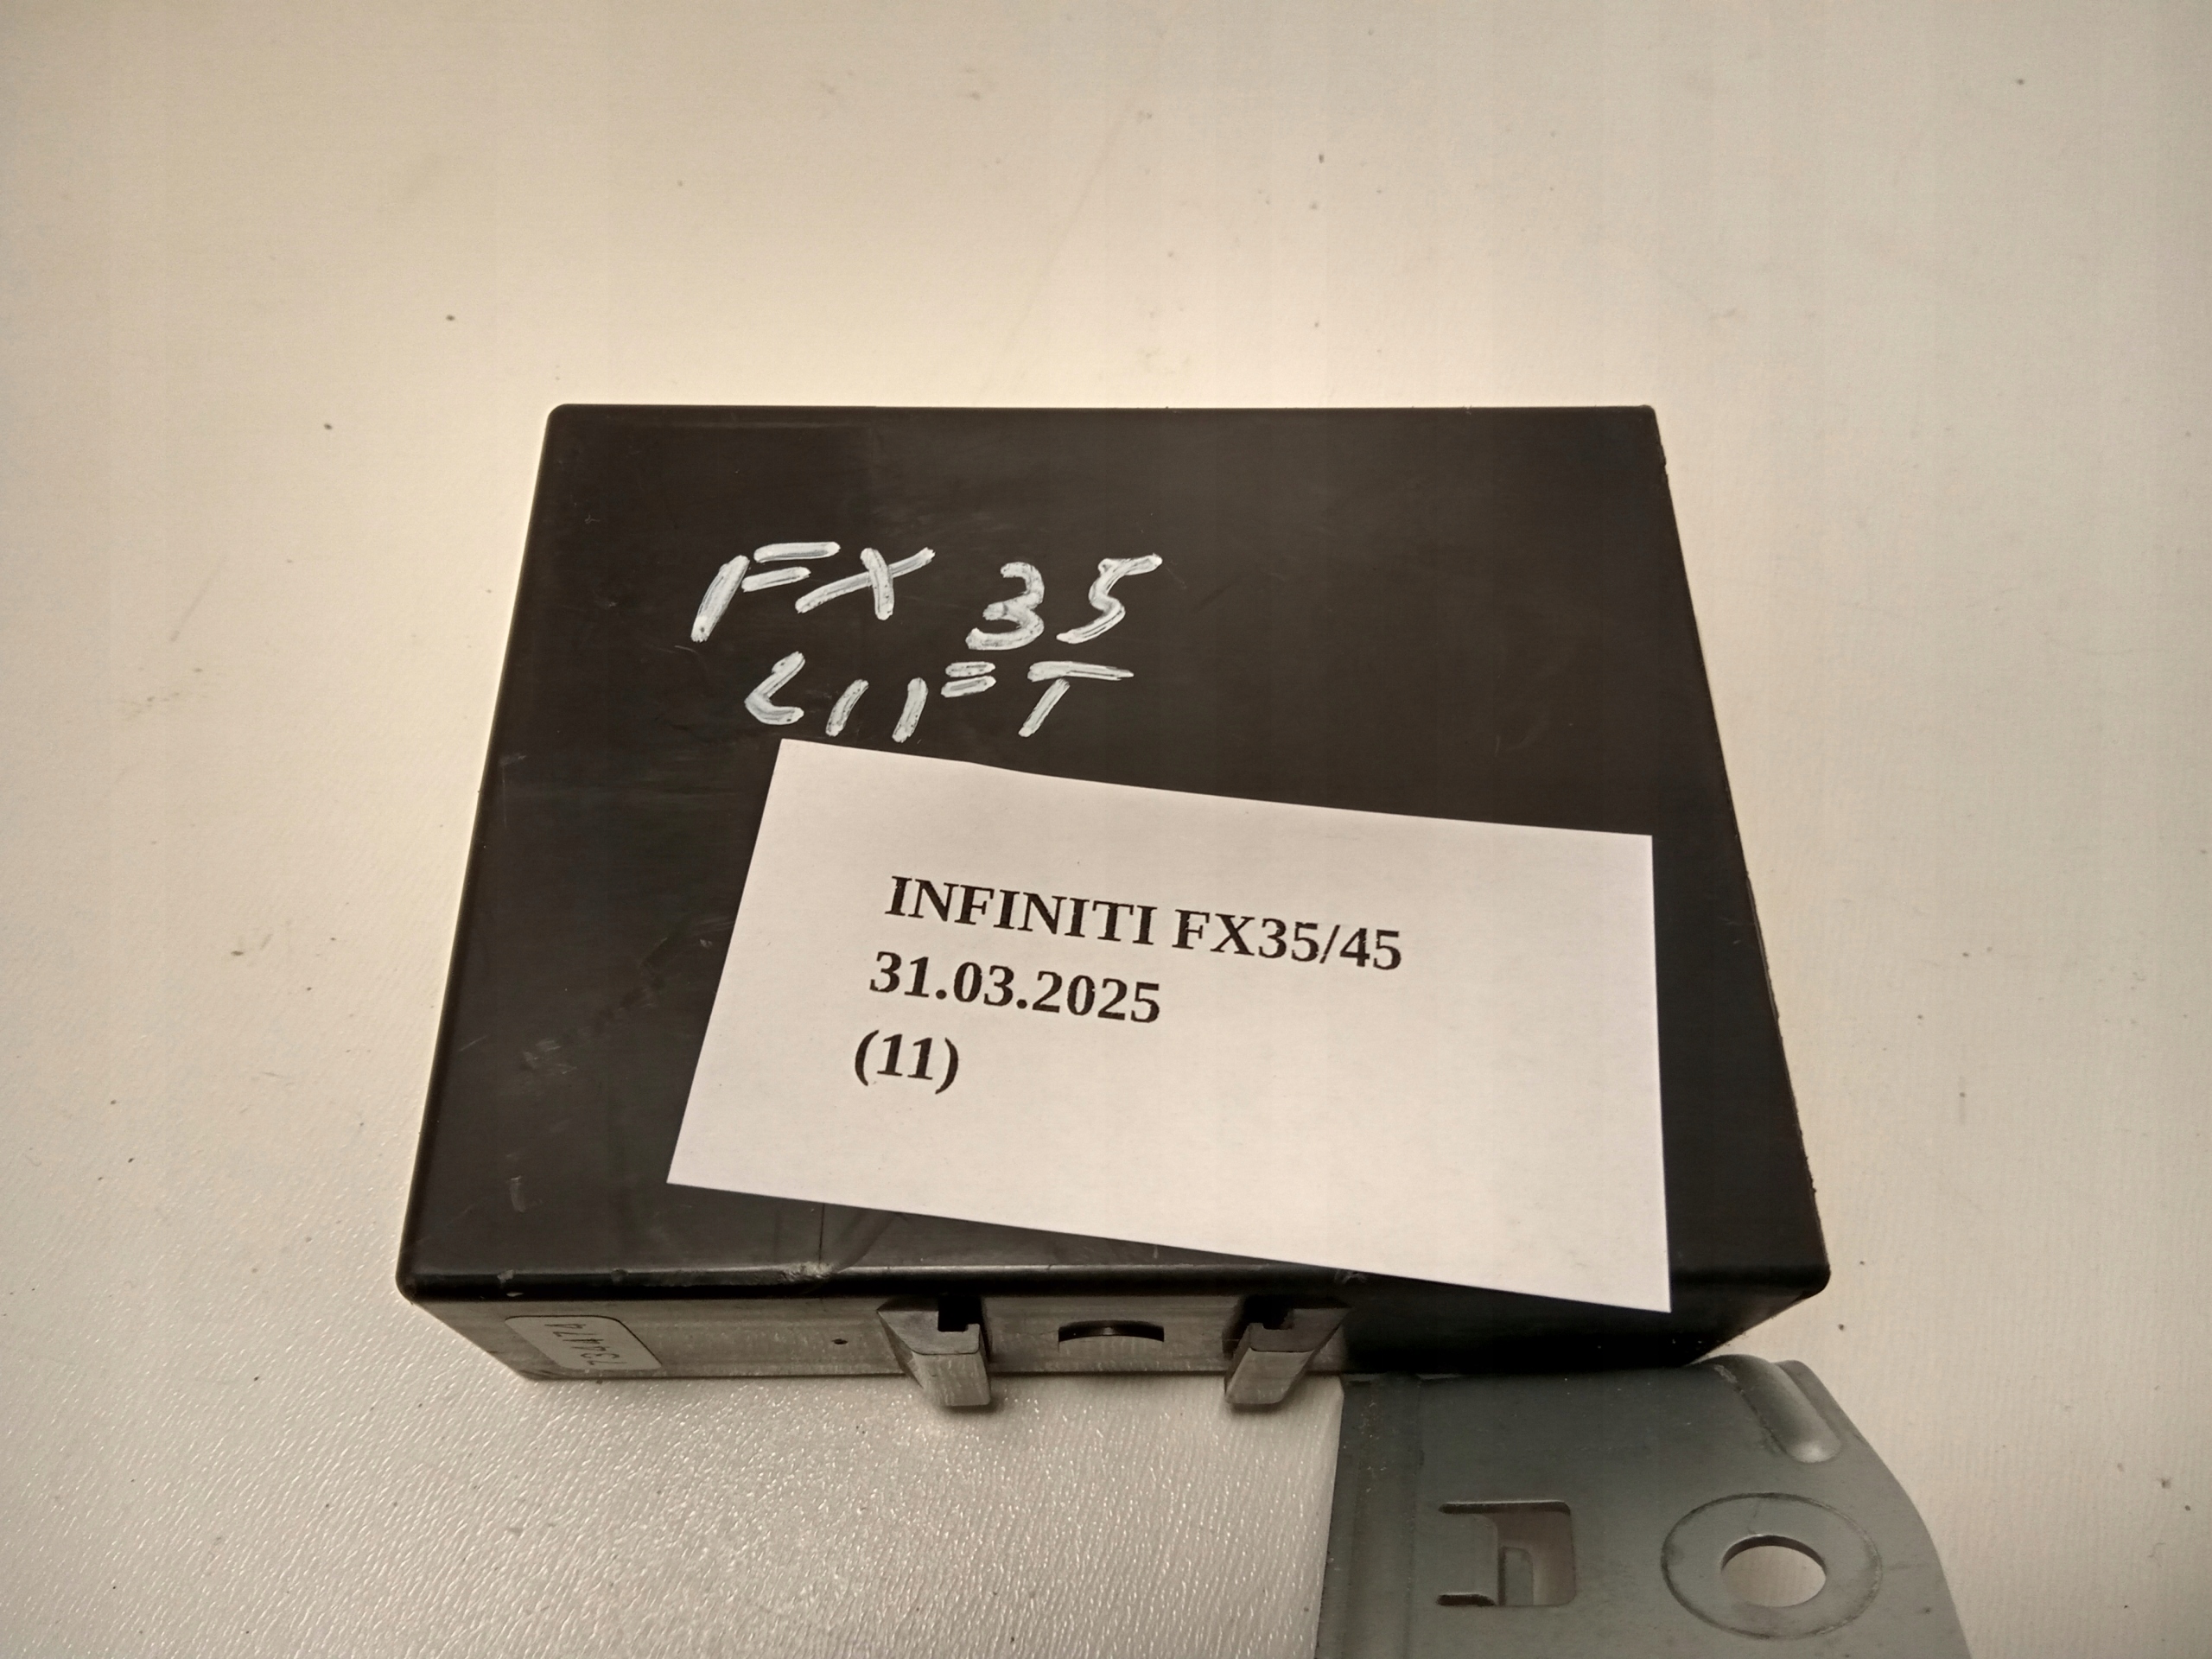 FX 35
LIFT
INFINITI FX35/45
31.03.2025
(11)